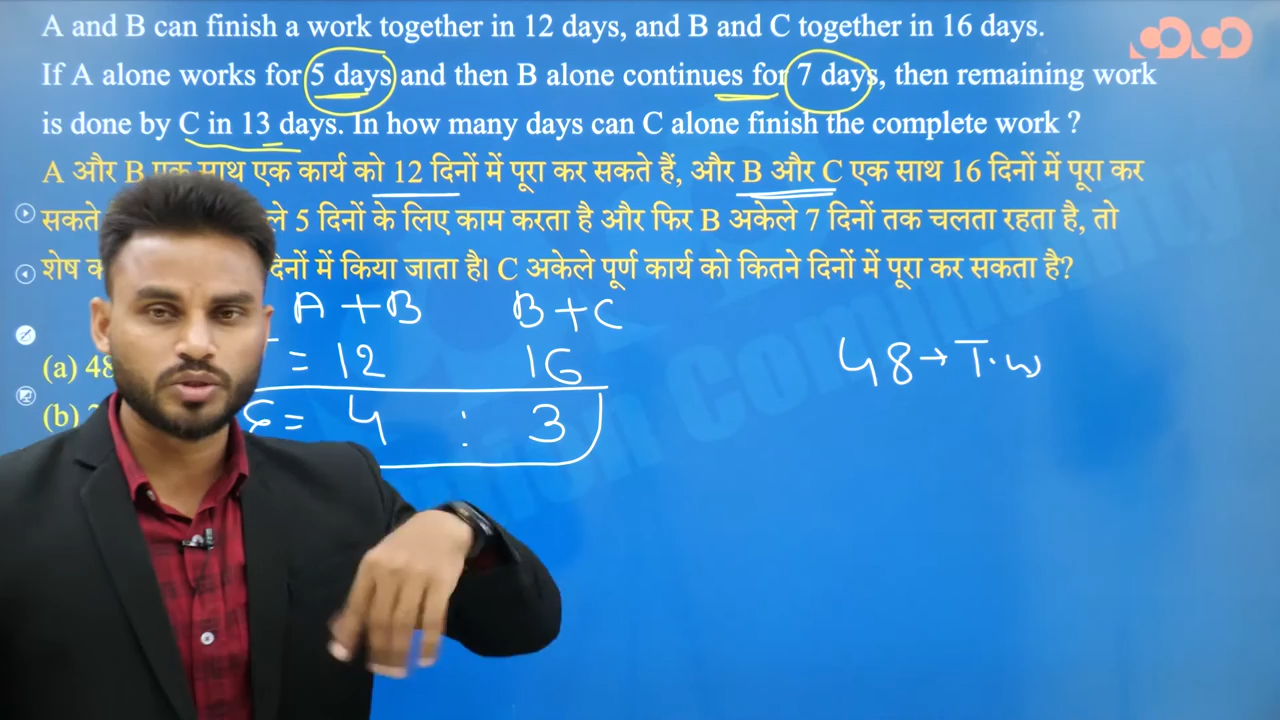 A and B can finish a work together in 12 days, and B and C together in 16 days.
If A alone works for 5 days and then B alone continues for 7 days, then remaining work
is done by C in 13 days. In how many days can C alone finish the complete work ?
A और B एक साथ एक कार्य को 12 दिनों में पूरा कर सकते हैं, और B और C एक साथ 16 दिनों में पूरा कर
सकते 5 दिनों के लिए काम करता है और फिर B अकेले 7 दिनों तक चलता रहता है, तो
शेष में किया जाता है। C अकेले पूर्ण कार्य को कितने दिनों में पूरा कर सकता है?
A + B B + C
= 12 16
48 → T.W
(a) 48
E = 4 : 3
(b)